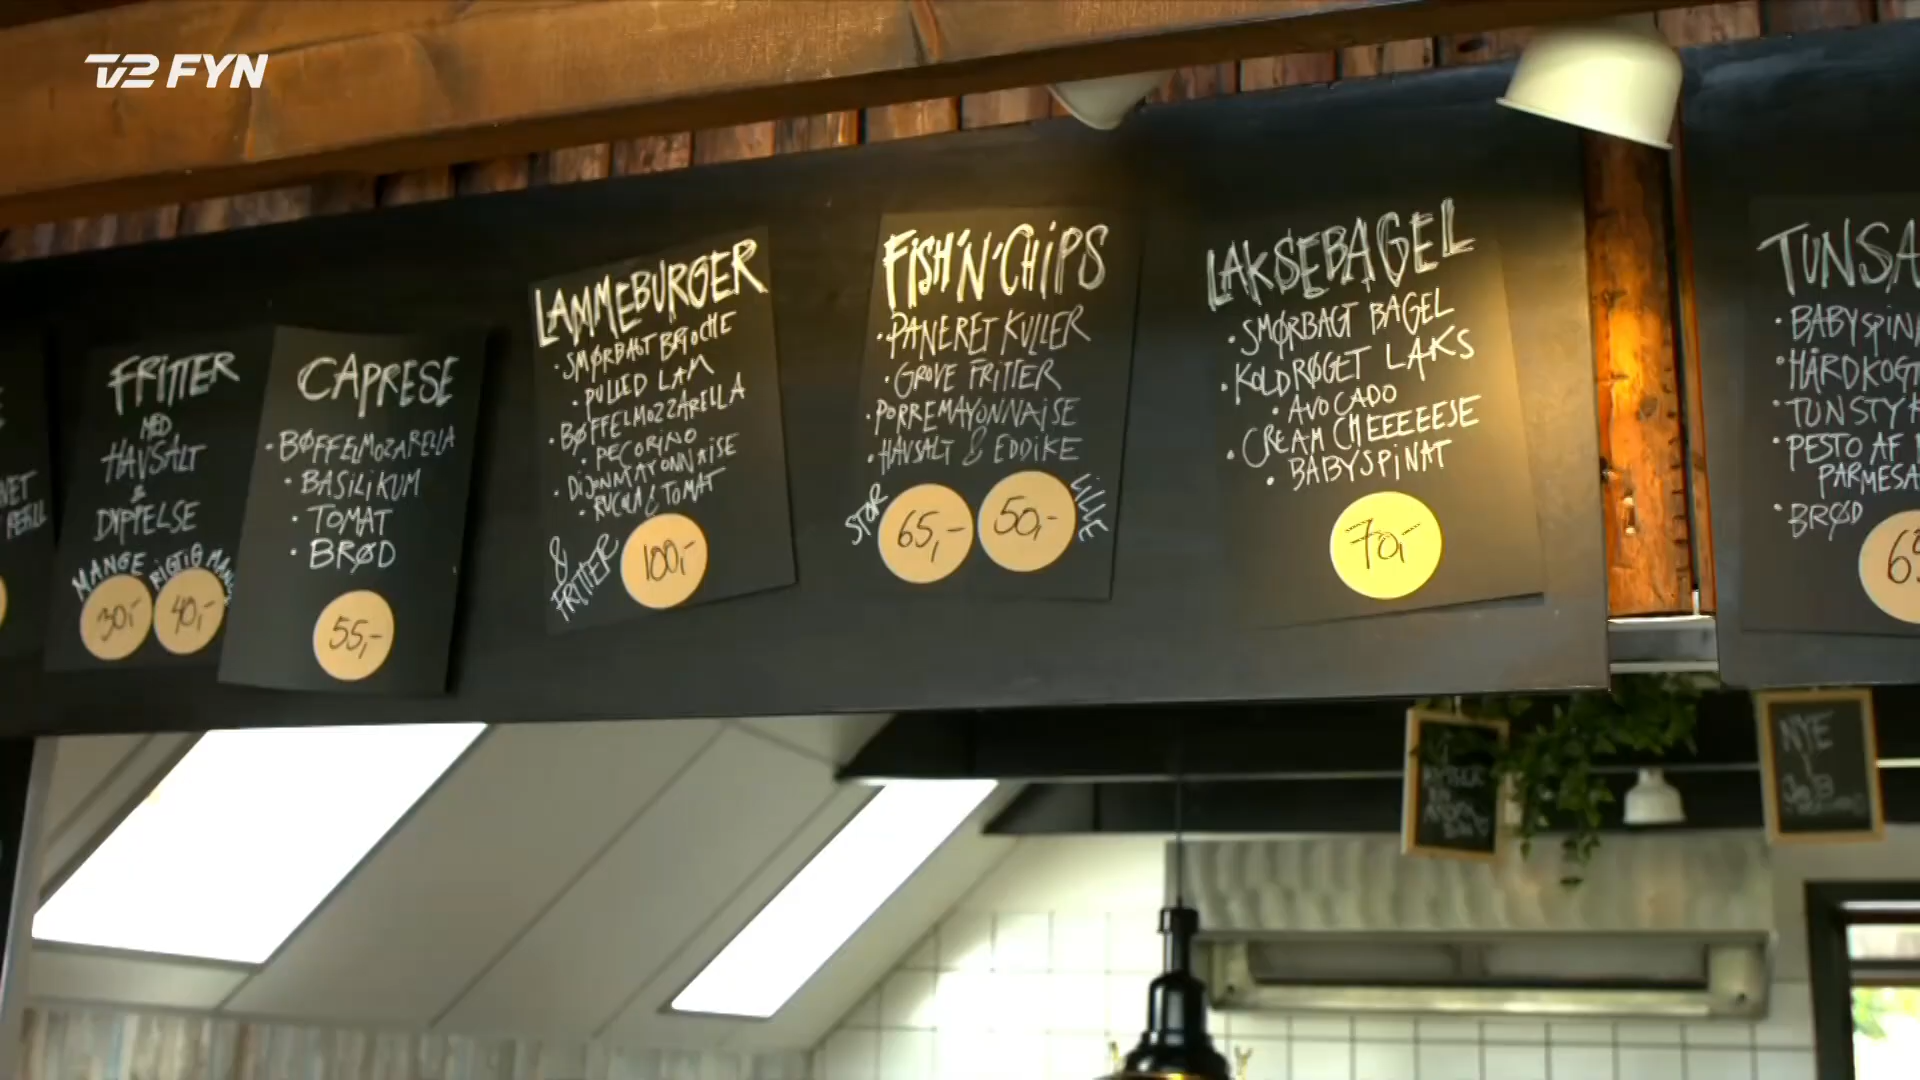 TV2 FYN
FRITTER
MED
HAVSALT
&
DYPPELSE
MANGE RIGTIG MANGE
30,- 40,-
CAPRESE
• BØFFELMOZARELLA
• BASILIKUM
• TOMAT
• BRØD
55,-
LAMMEBURGER
• SMØRBAGT BRIOCHE
• PULLED LAM
• BØFFELMOZZARELLA
• PECORINO
• DIJONMAYONNAISE
• RUCOLA & TOMAT
& FRITTER
100,-
FISH'N'CHIPS
• PANERET KULLER
• GROVE FRITTER
• PORREMAYONNAISE
• HAVSALT & EDDIKE
STOR 65,- 50,- LILLE
LAKSEBAGEL
• SMØRBAGT BAGEL
• KOLDRØGET LAKS
• AVOCADO
• CREAM CHEEEEESE
• BABYSPINAT
70,-
TUNSA
• BABYSPIN
• HÅRDKOGT
• TUNSTYK
• PESTO AF
PARMESA
• BRØD
NYE